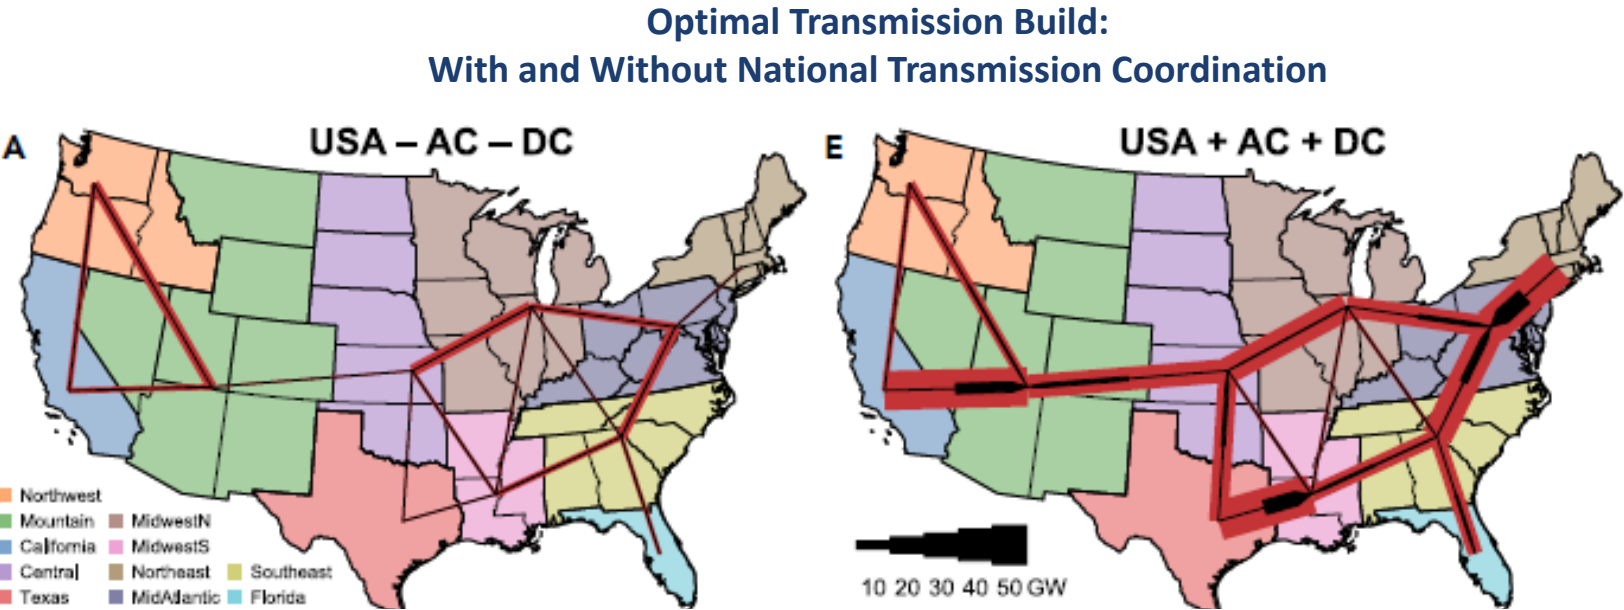 Optimal Transmission Build:
With and Without National Transmission Coordination
A
USA – AC – DC
E
USA + AC + DC
Northwest
Mountain
MidwestN
California
MidwestS
Central
Northeast
Southeast
Texas
MidAtlantic
Florida
10 20 30 40 50 GW